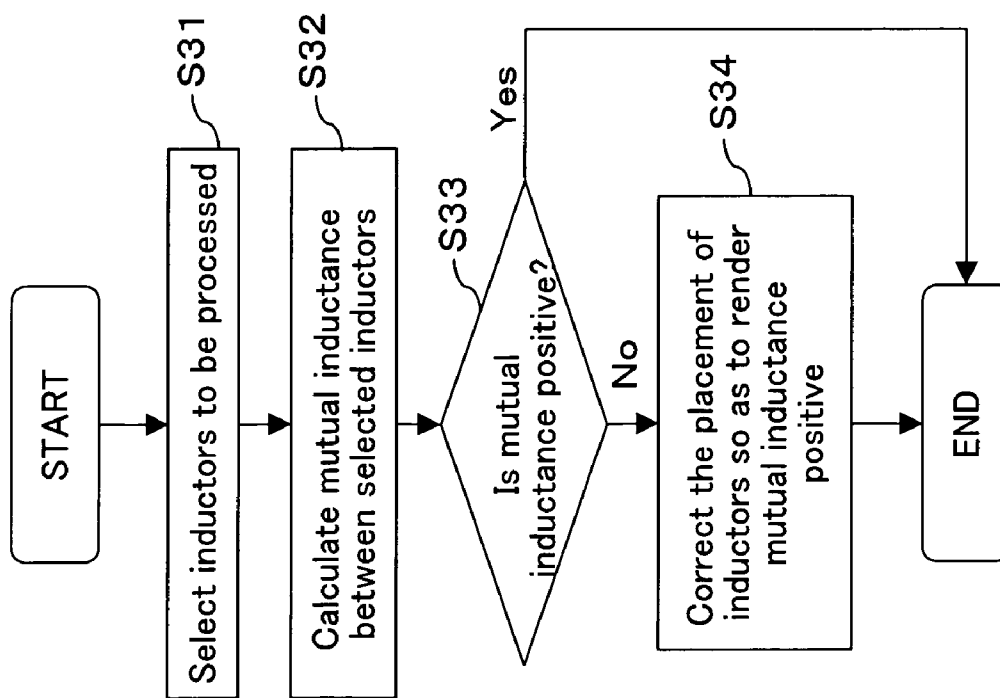 START
Select inductors to be processed
S31
Calculate mutual inductance
between selected inductors
S32
Is mutual
inductance positive?
S33
Yes
No
Correct the placement of
inductors so as to render
mutual inductance
positive
S34
END